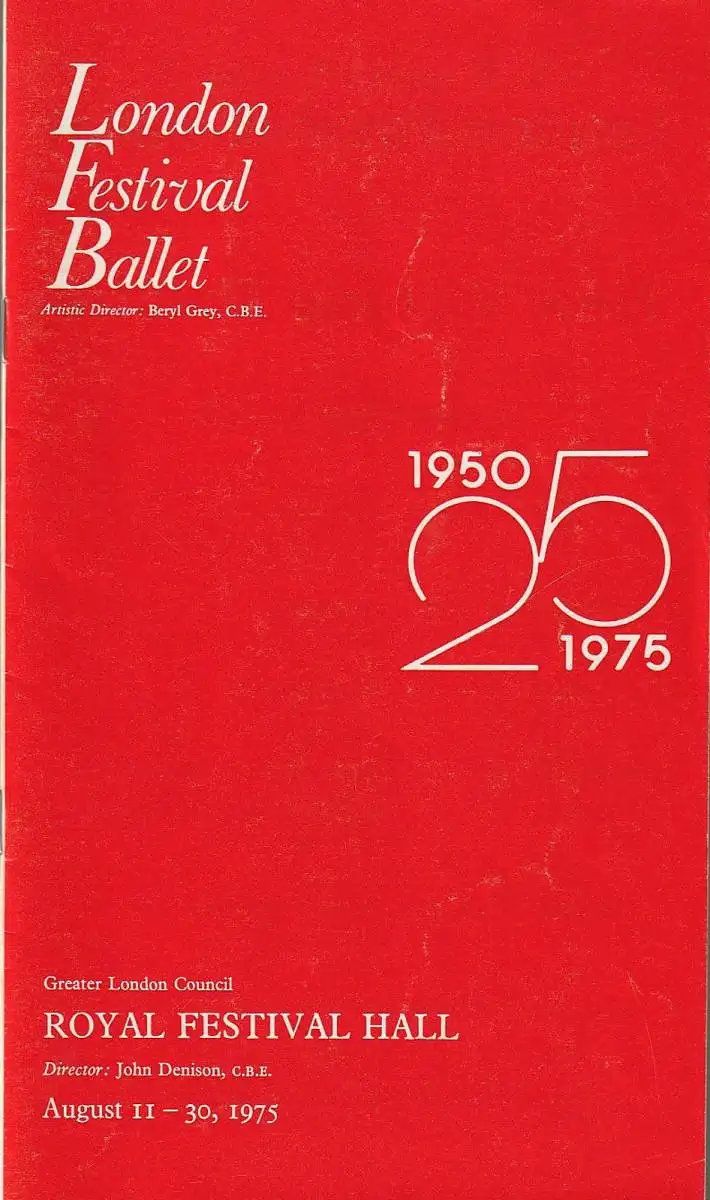 London
Festival
Ballet
Artistic Director: Beryl Grey, C.B.E.
1950
25
1975
Greater London Council
ROYAL FESTIVAL HALL
Director: John Denison, C.B.E.
August 11 – 30, 1975